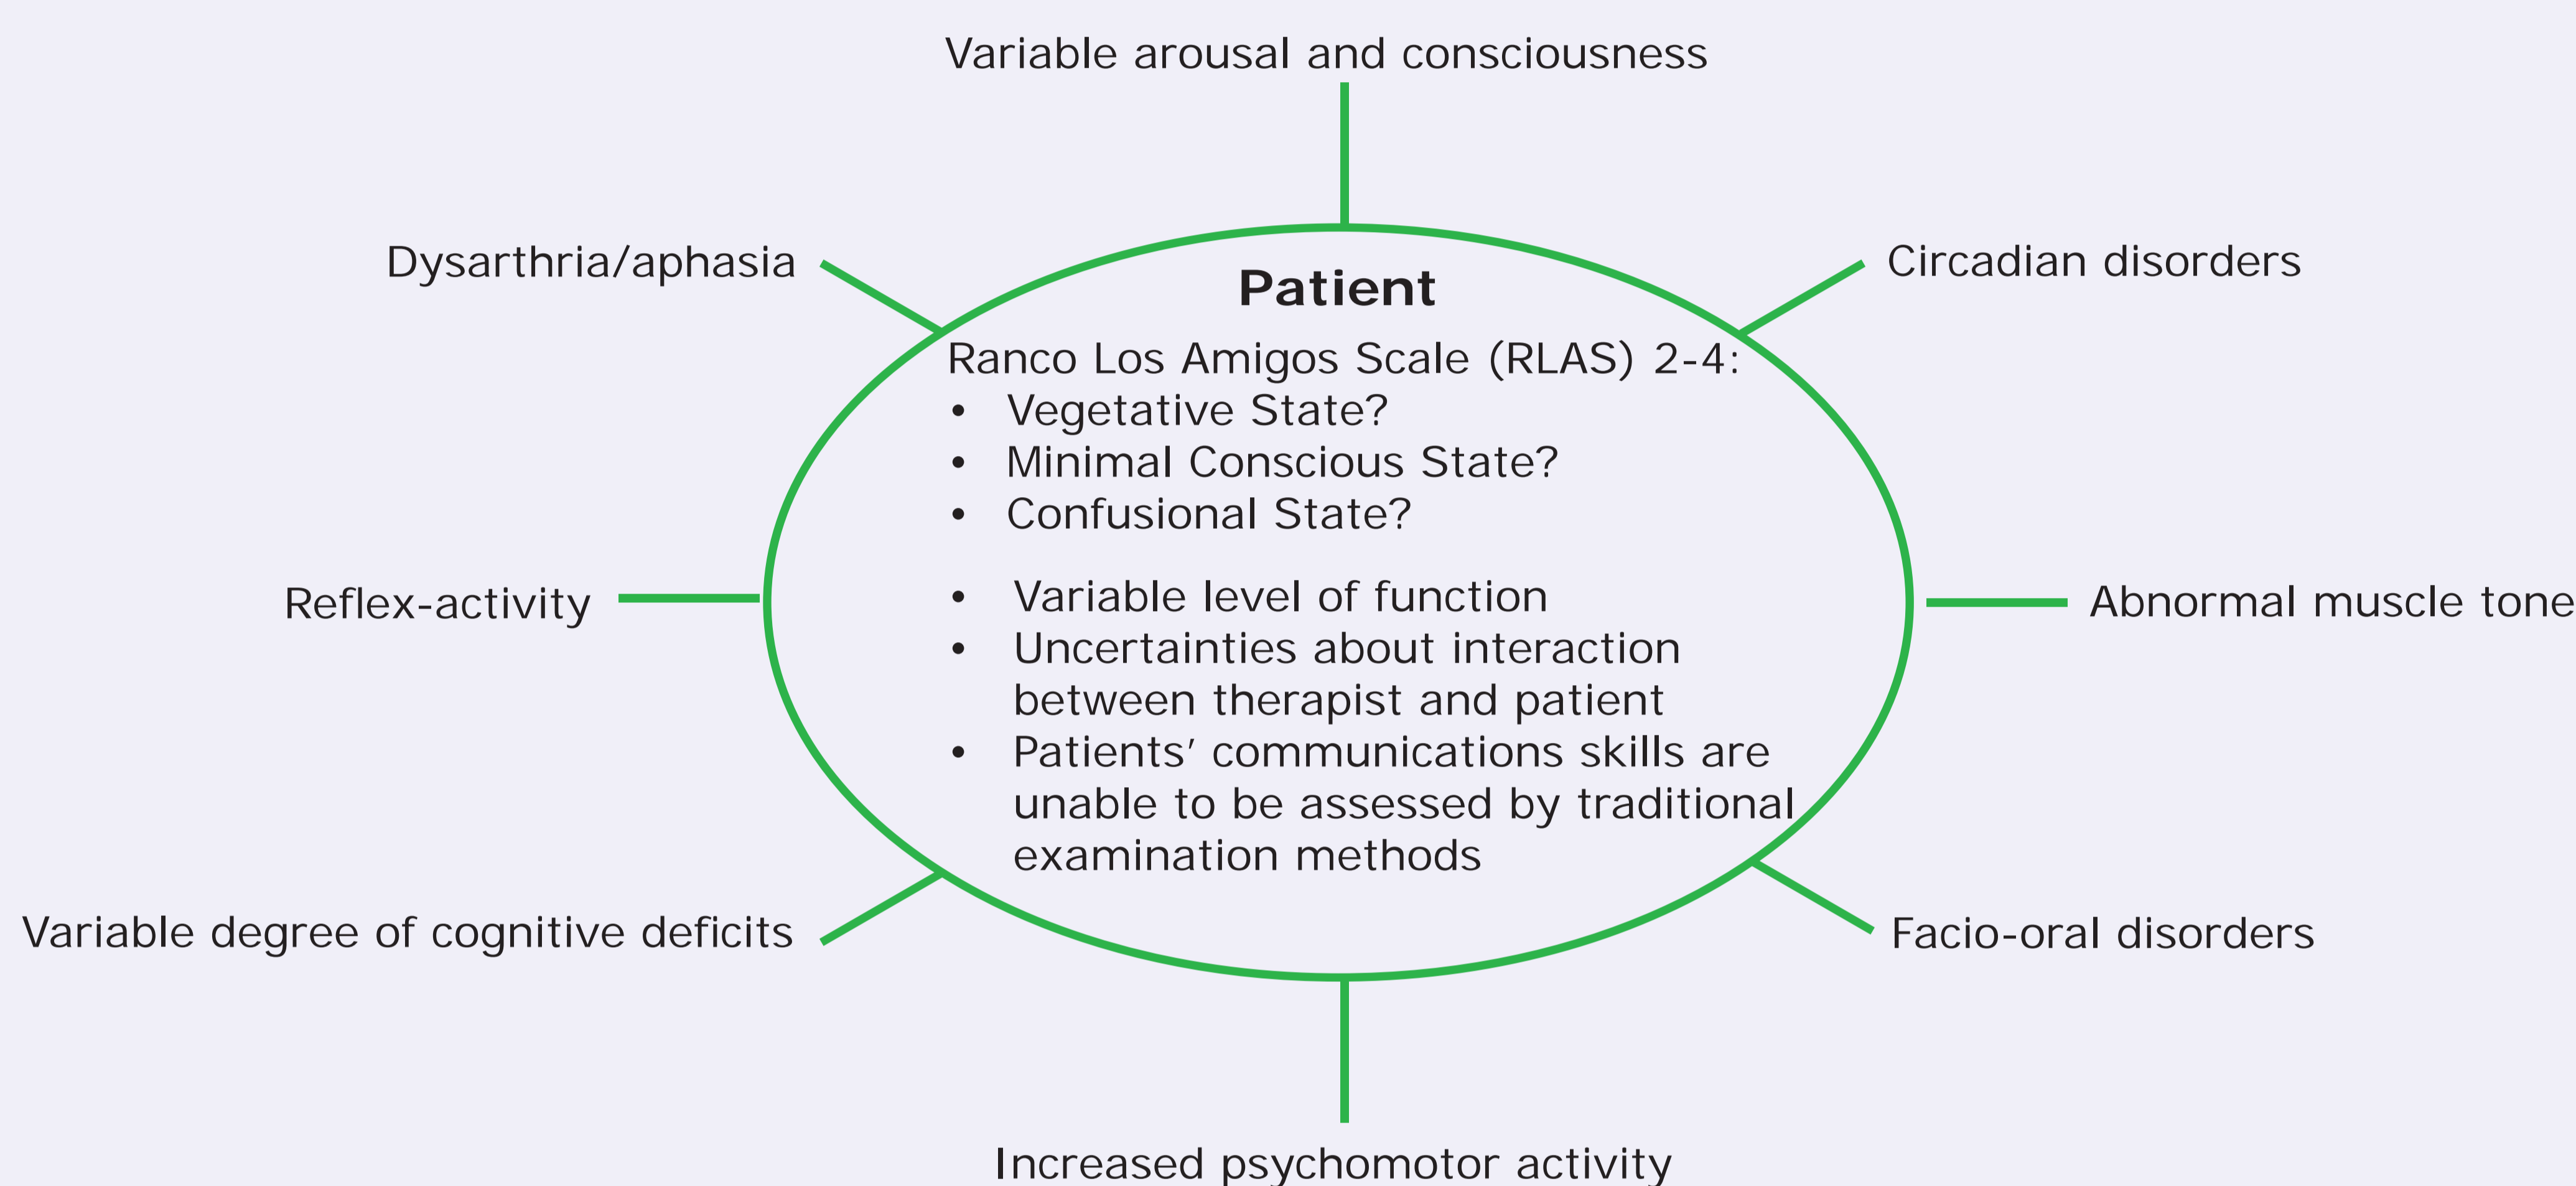 Variable arousal and consciousness
Dysarthria/aphasia
Circadian disorders
Patient
Ranco Los Amigos Scale (RLAS) 2-4:
• Vegetative State?
• Minimal Conscious State?
• Confusional State?
• Variable level of function
• Uncertainties about interaction
between therapist and patient
• Patients’ communications skills are
unable to be assessed by traditional
examination methods
Reflex-activity
Abnormal muscle tone
Variable degree of cognitive deficits
Facio-oral disorders
Increased psychomotor activity